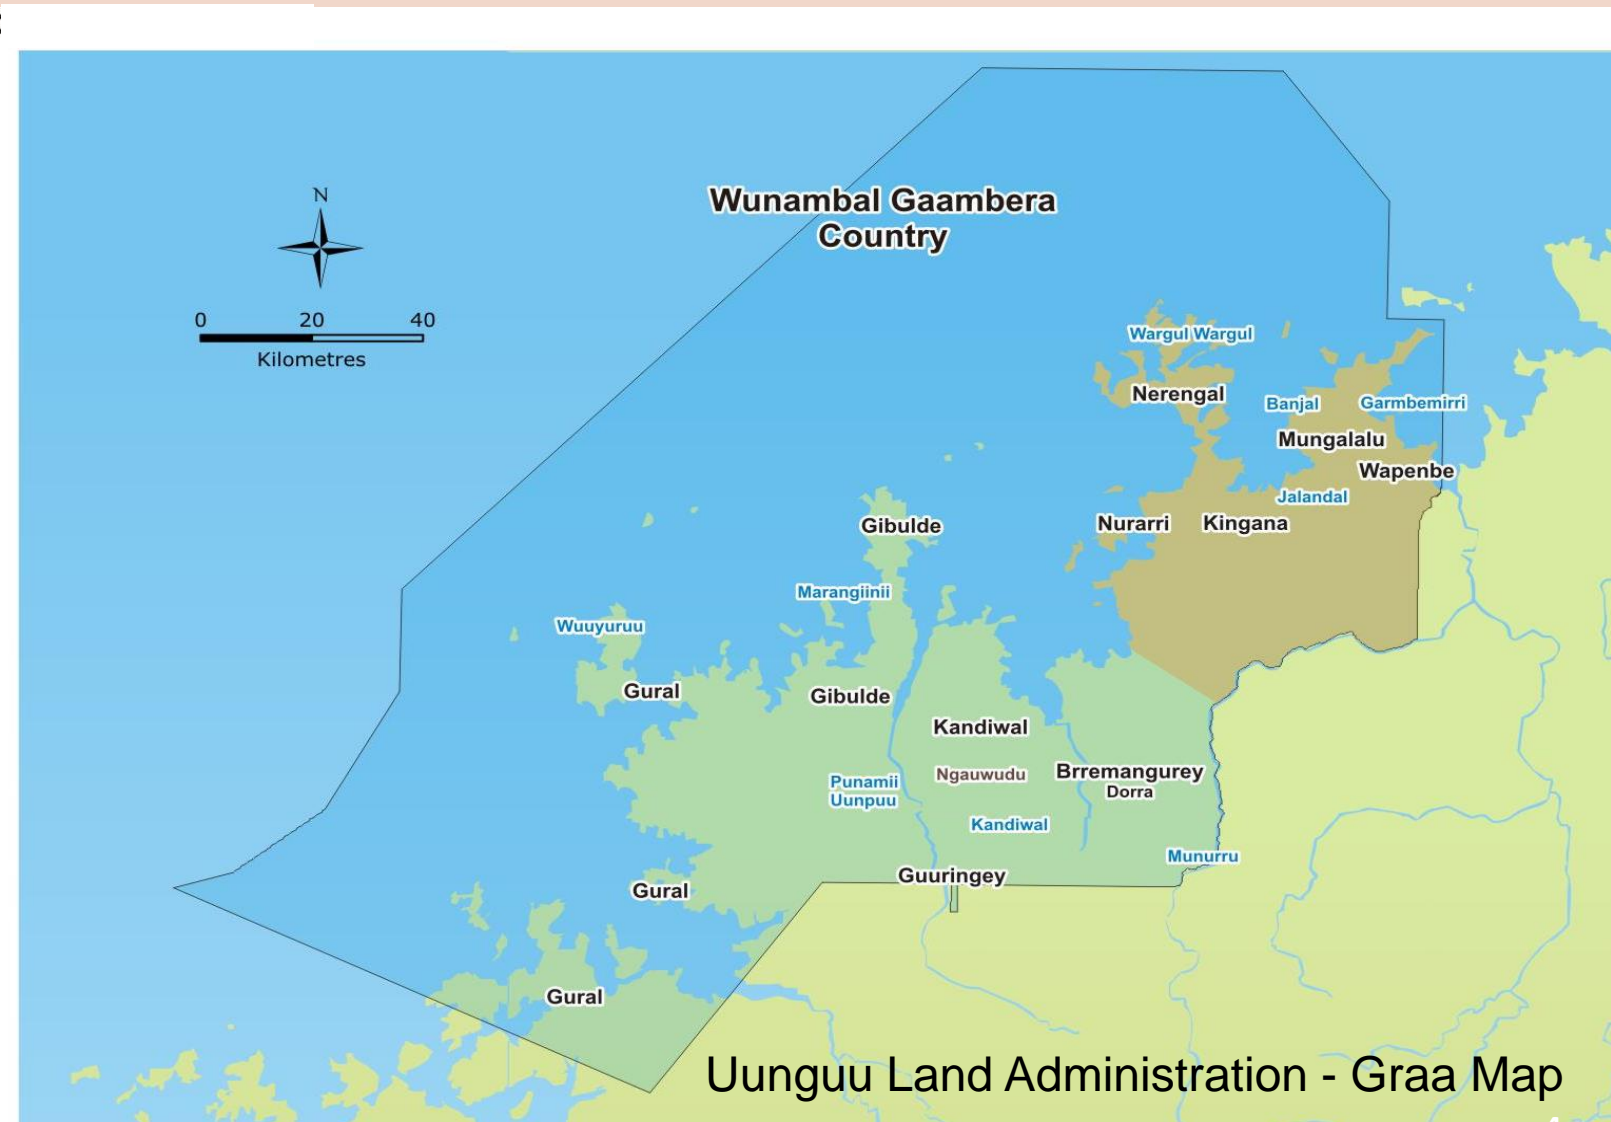 N
0 20 40
Kilometres
Wunambal Gaambera
Country
Wargul Wargul
Nerengal
Banjal
Garmbemirri
Mungalalu
Wapenbe
Jalandal
Nurarri
Kingana
Gibulde
Marangiinii
Wuuyuruu
Gural
Gibulde
Kandiwal
Ngauwudu
Brremangurey
Dorra
Punamii
Uunpuu
Kandiwal
Munurru
Guuringey
Gural
Gural
Uunguu Land Administration - Graa Map